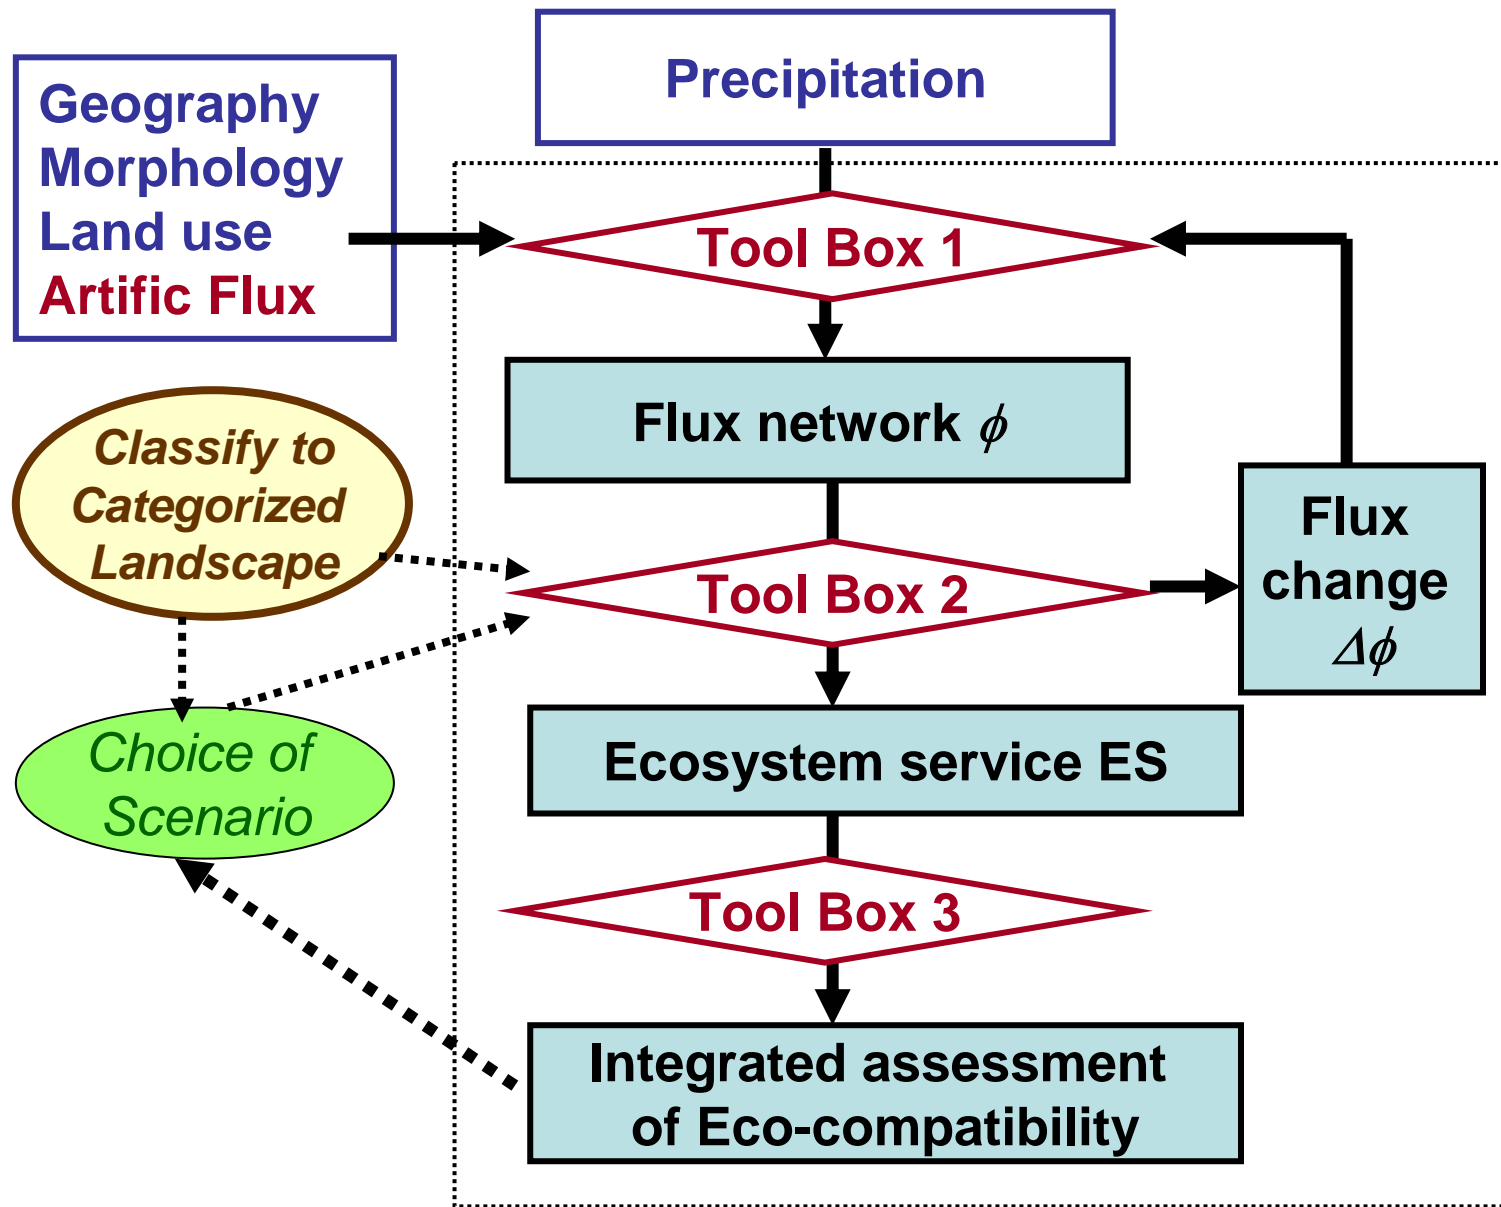 Precipitation
Geography
Morphology
Land use
Artific Flux
Tool Box 1
Flux network ϕ
Classify to
Categorized
Landscape
Tool Box 2
Flux
change
Δϕ
Choice of
Scenario
Ecosystem service ES
Tool Box 3
Integrated assessment
of Eco-compatibility